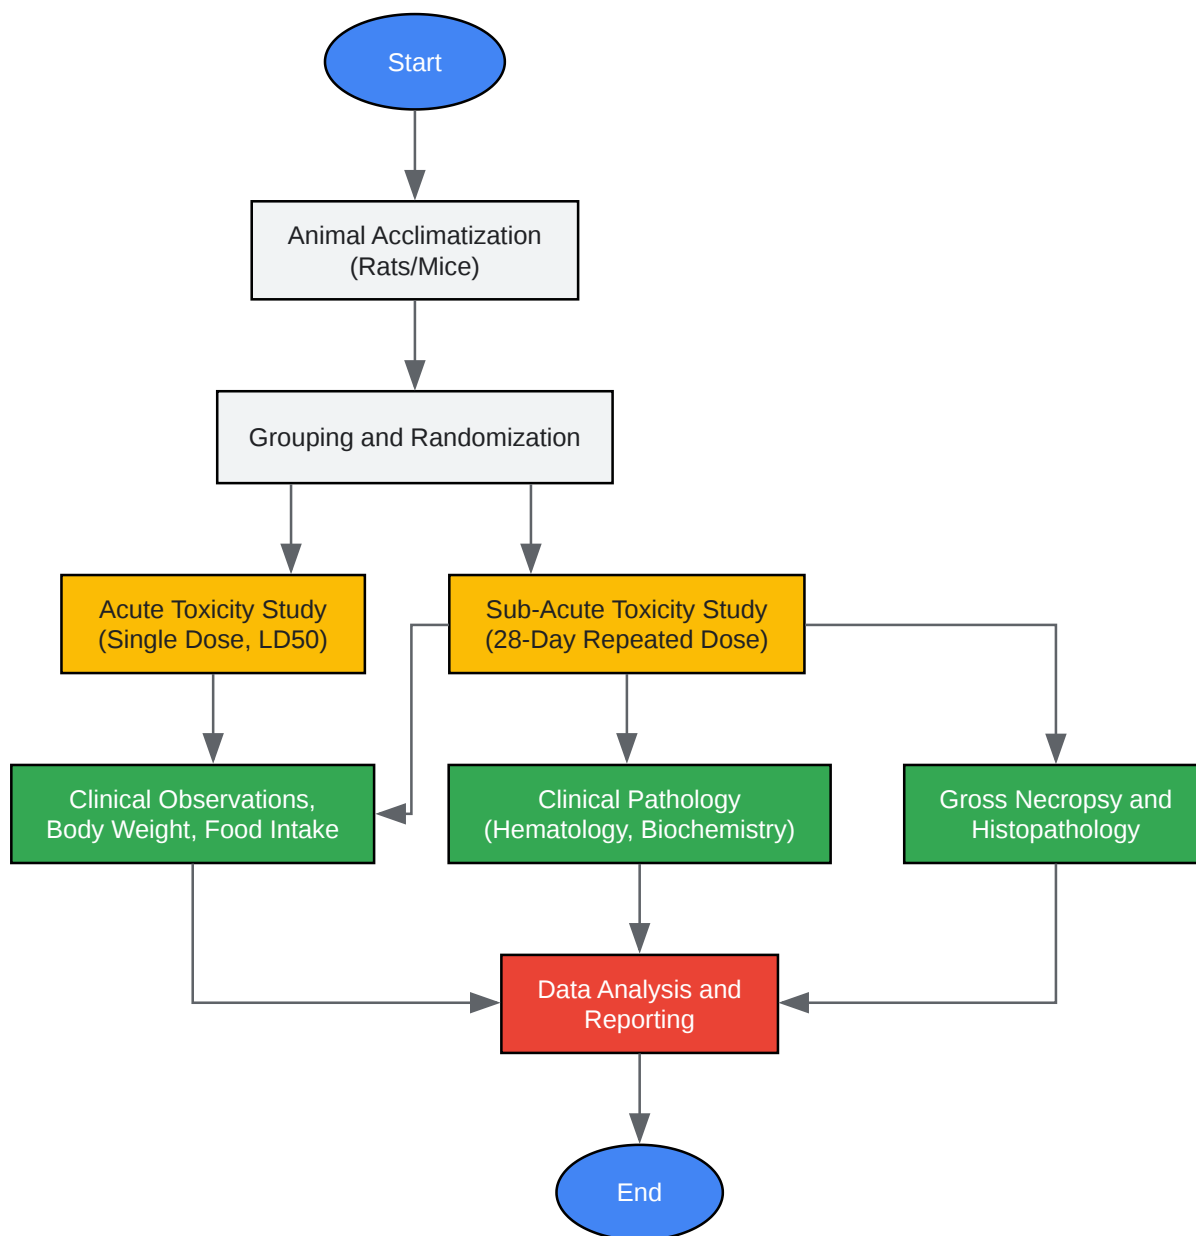 Start
Animal Acclimatization
(Rats/Mice)
Grouping and Randomization
Acute Toxicity Study
(Single Dose, LD50)
Sub-Acute Toxicity Study
(28-Day Repeated Dose)
Clinical Observations,
Body Weight, Food Intake
Clinical Pathology
(Hematology, Biochemistry)
Gross Necropsy and
Histopathology
Data Analysis and
Reporting
End